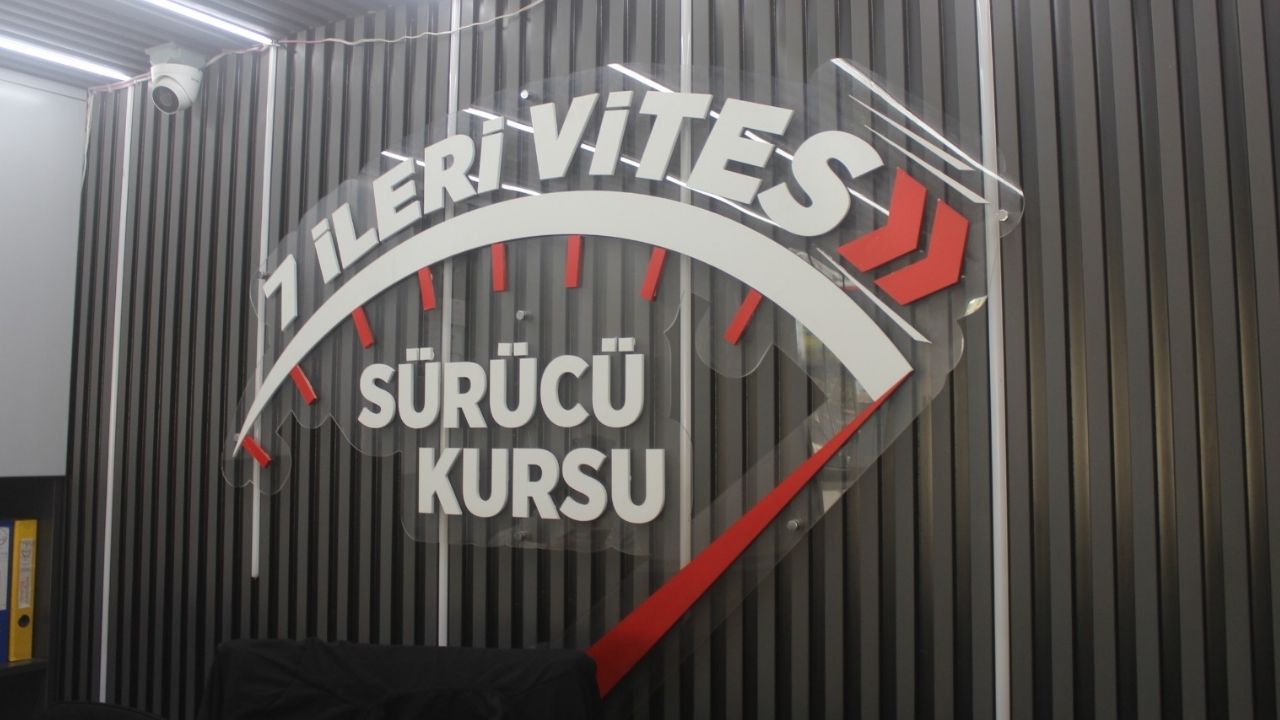 7 İLERİ VİTES
SÜRÜCÜ
KURSU